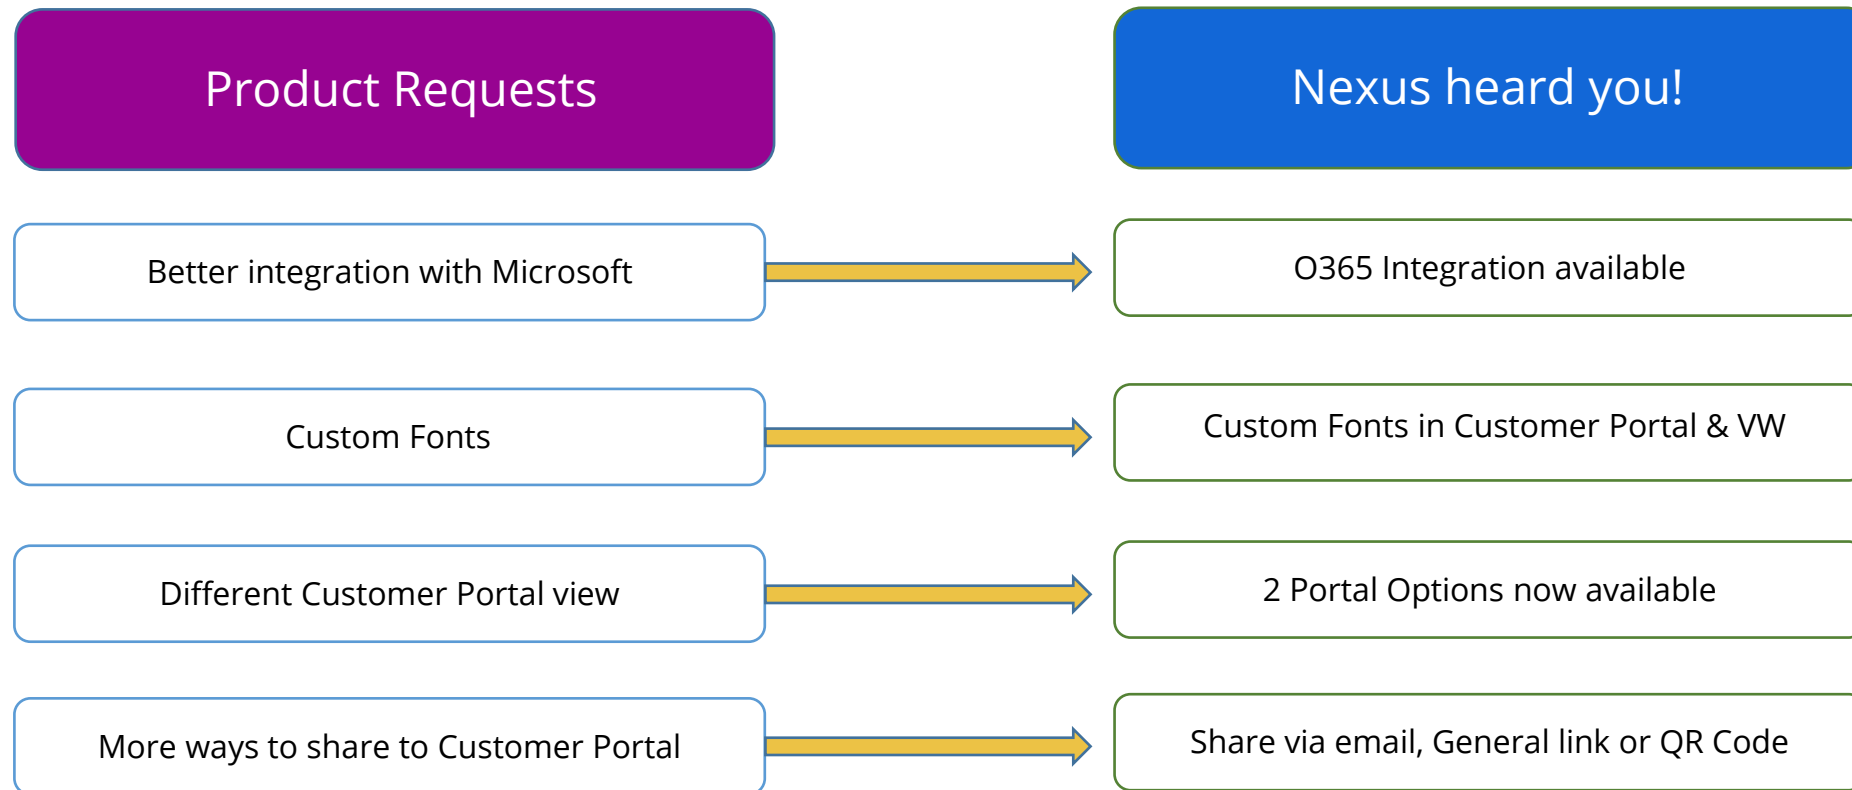 Product Requests
Nexus heard you!
Better integration with Microsoft
O365 Integration available
Custom Fonts
Custom Fonts in Customer Portal & VW
Different Customer Portal view
2 Portal Options now available
More ways to share to Customer Portal
Share via email, General link or QR Code